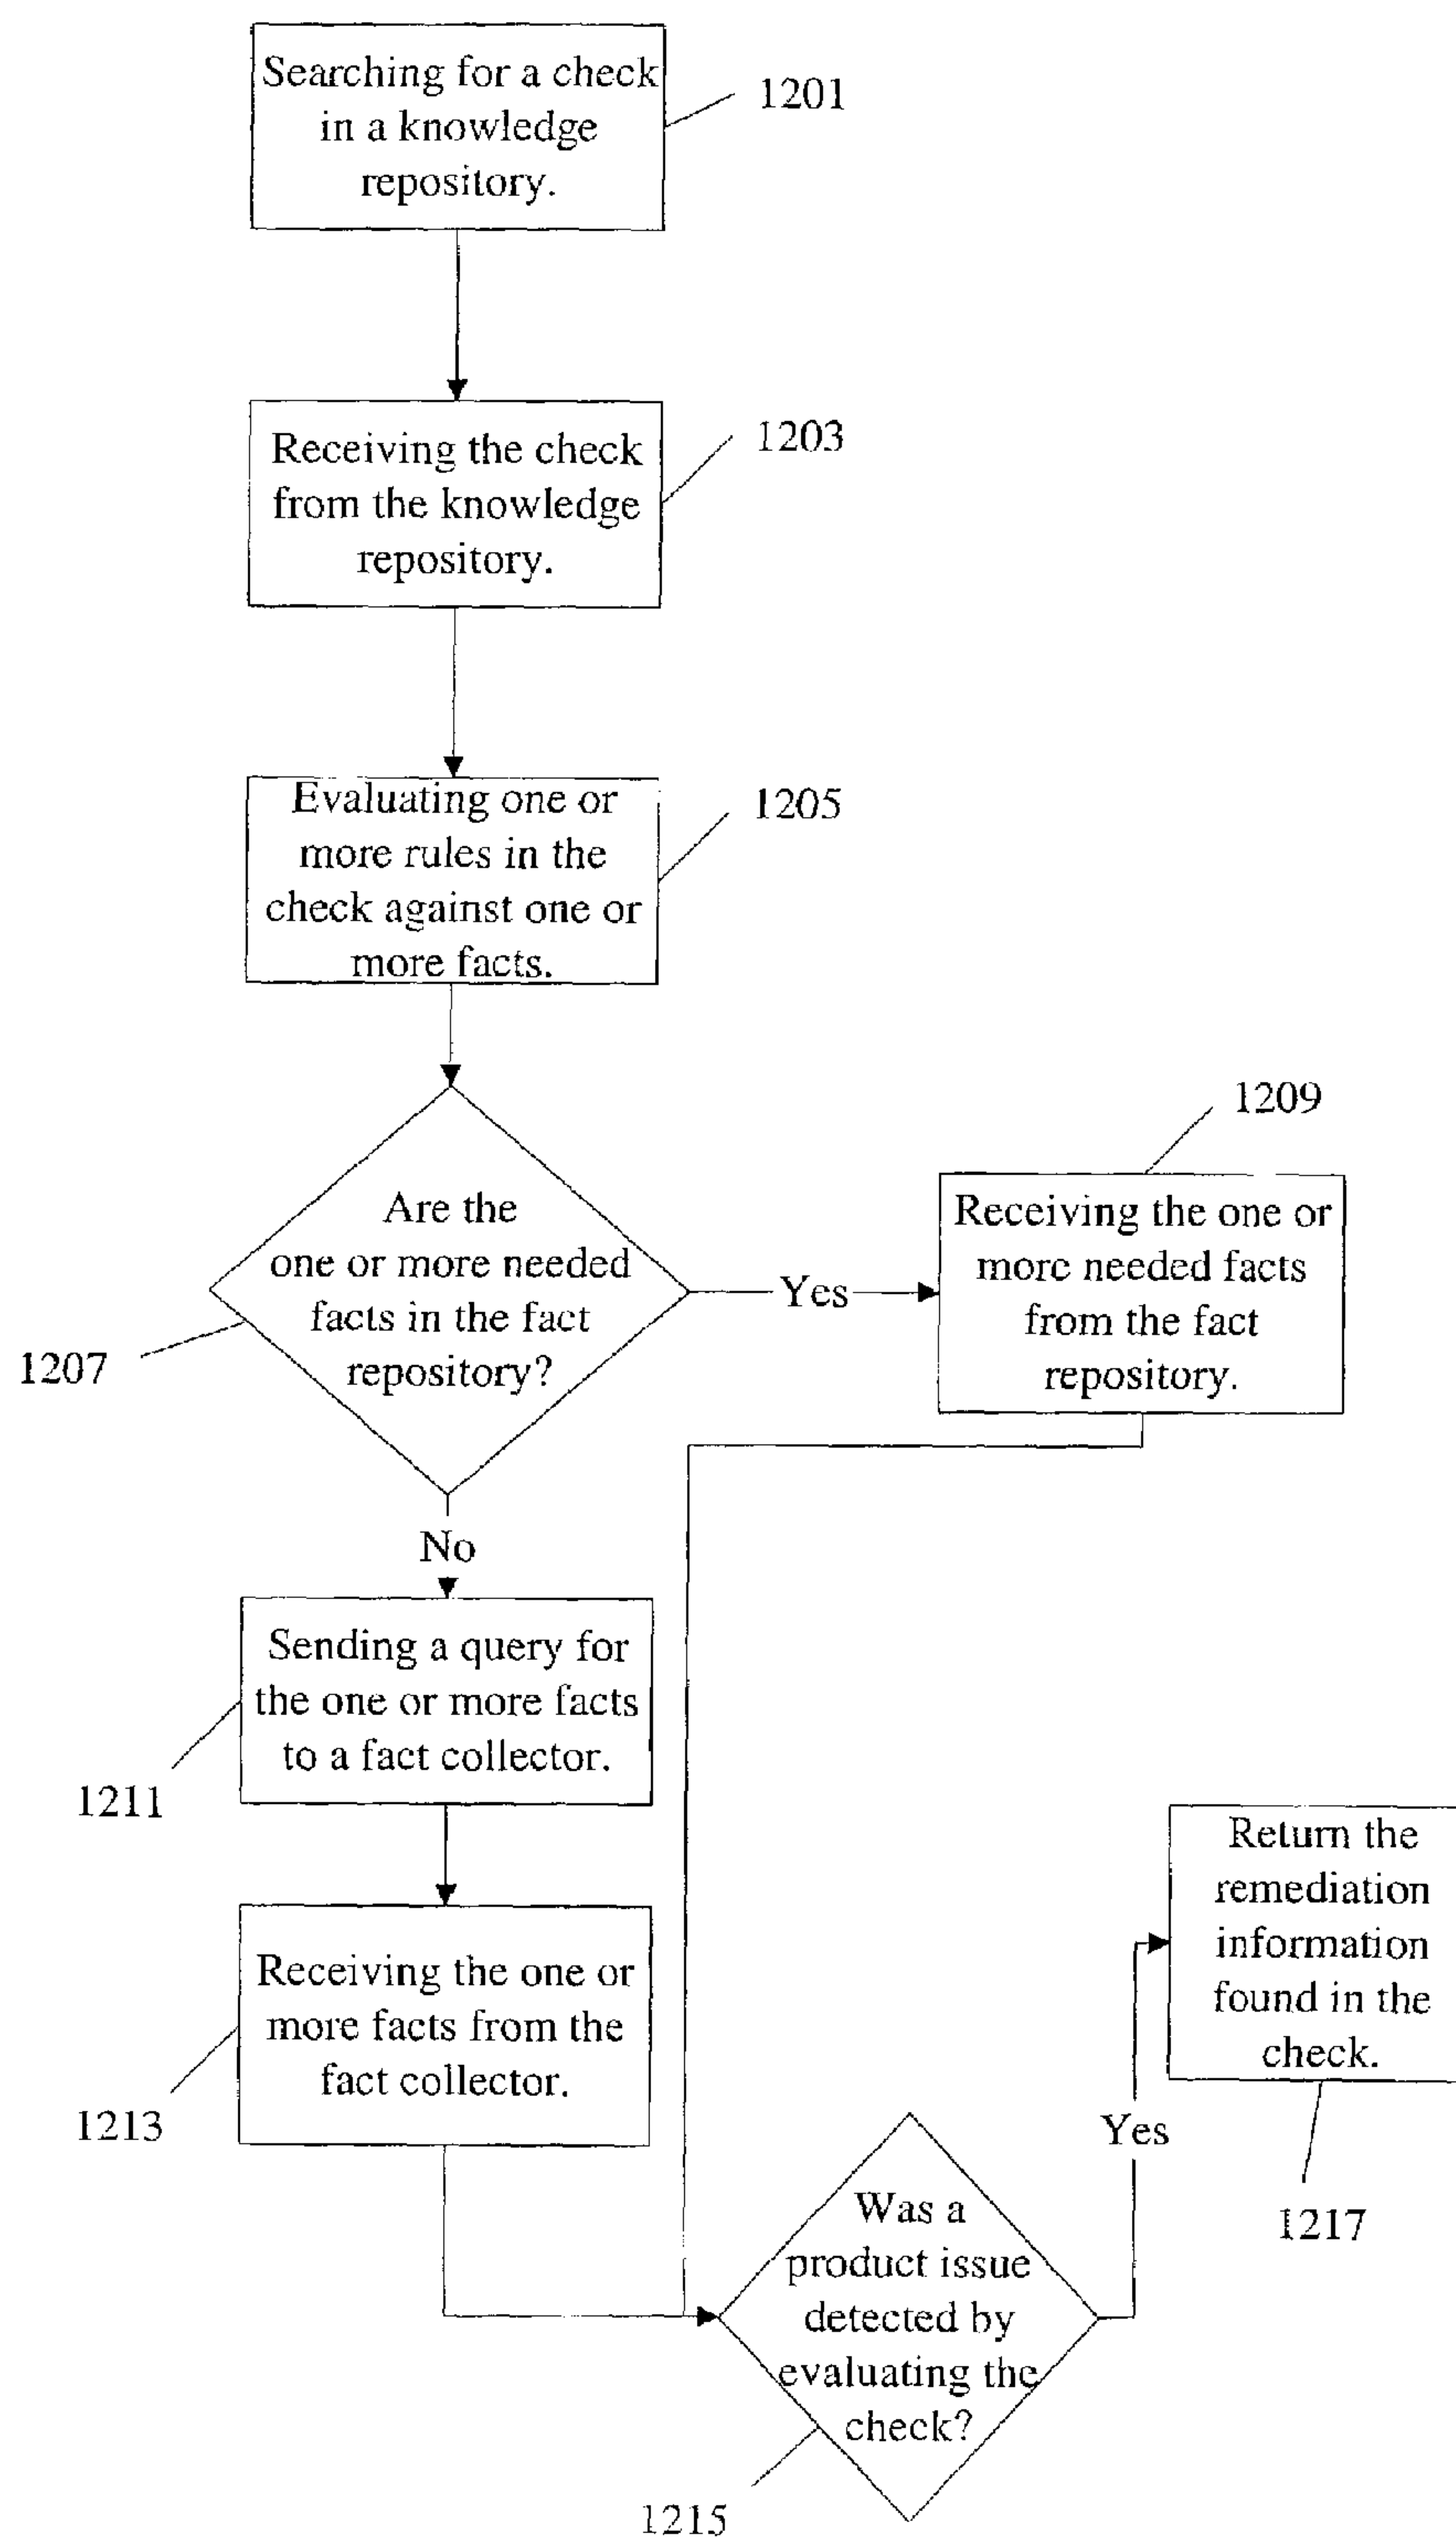 Searching for a check
in a knowledge
repository.
1201
Receiving the check
from the knowledge
repository.
1203
Evaluating one or
more rules in the
check against one or
more facts.
1205
Are the
one or more needed
facts in the fact
repository?
1207
Yes
1209
Receiving the one or
more needed facts
from the fact
repository.
No
Sending a query for
the one or more facts
to a fact collector.
1211
Receiving the one or
more facts from the
fact collector.
1213
Was a
product issue
detected by
evaluating the
check?
1215
Yes
Return the
remediation
information
found in the
check.
1217